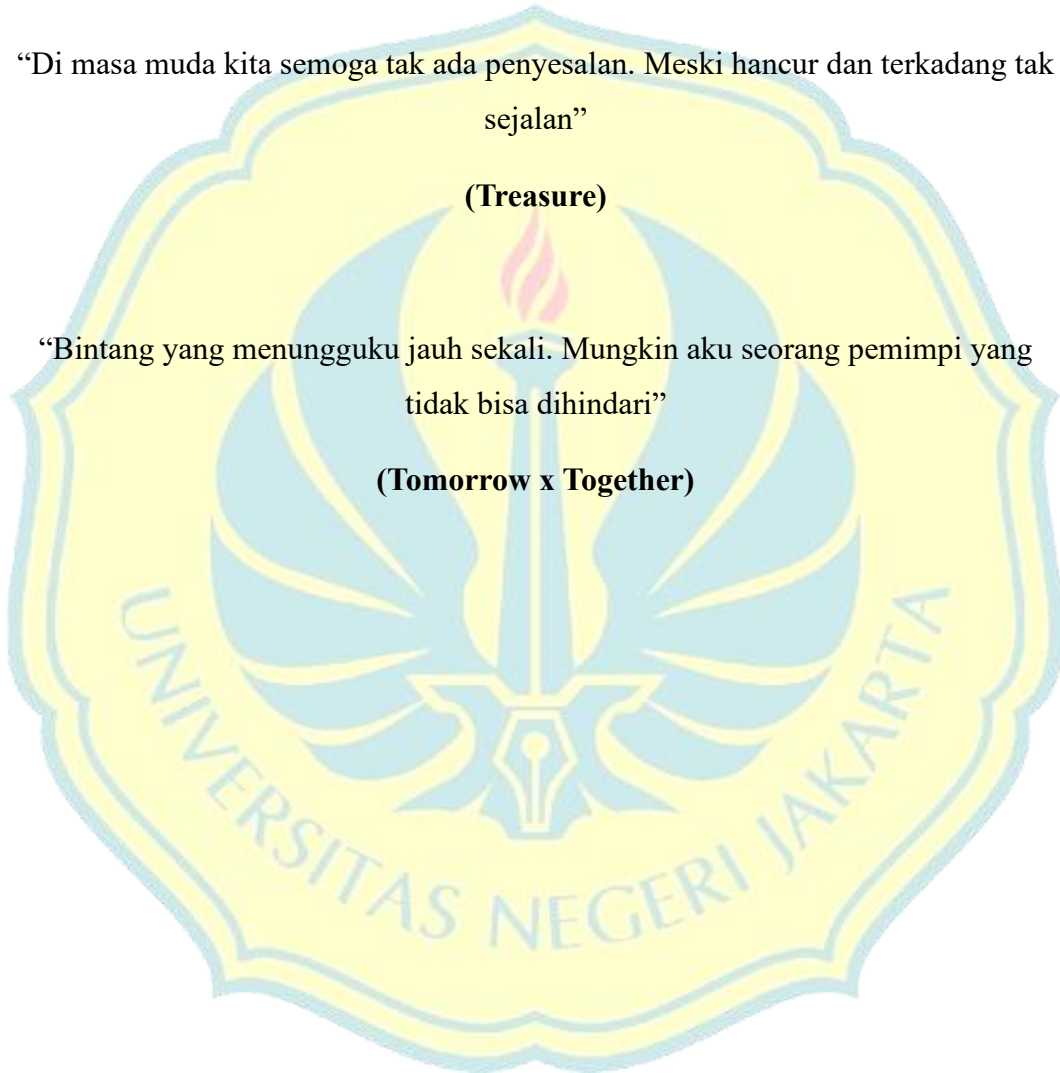 “Di masa muda kita semoga tak ada penyesalan. Meski hancur dan terkadang tak
sejalan”
(Treasure)
“Bintang yang menungguku jauh sekali. Mungkin aku seorang pemimpi yang
tidak bisa dihindari”
(Tomorrow x Together)
UNIVERSITAS NEGERI JAKARTA